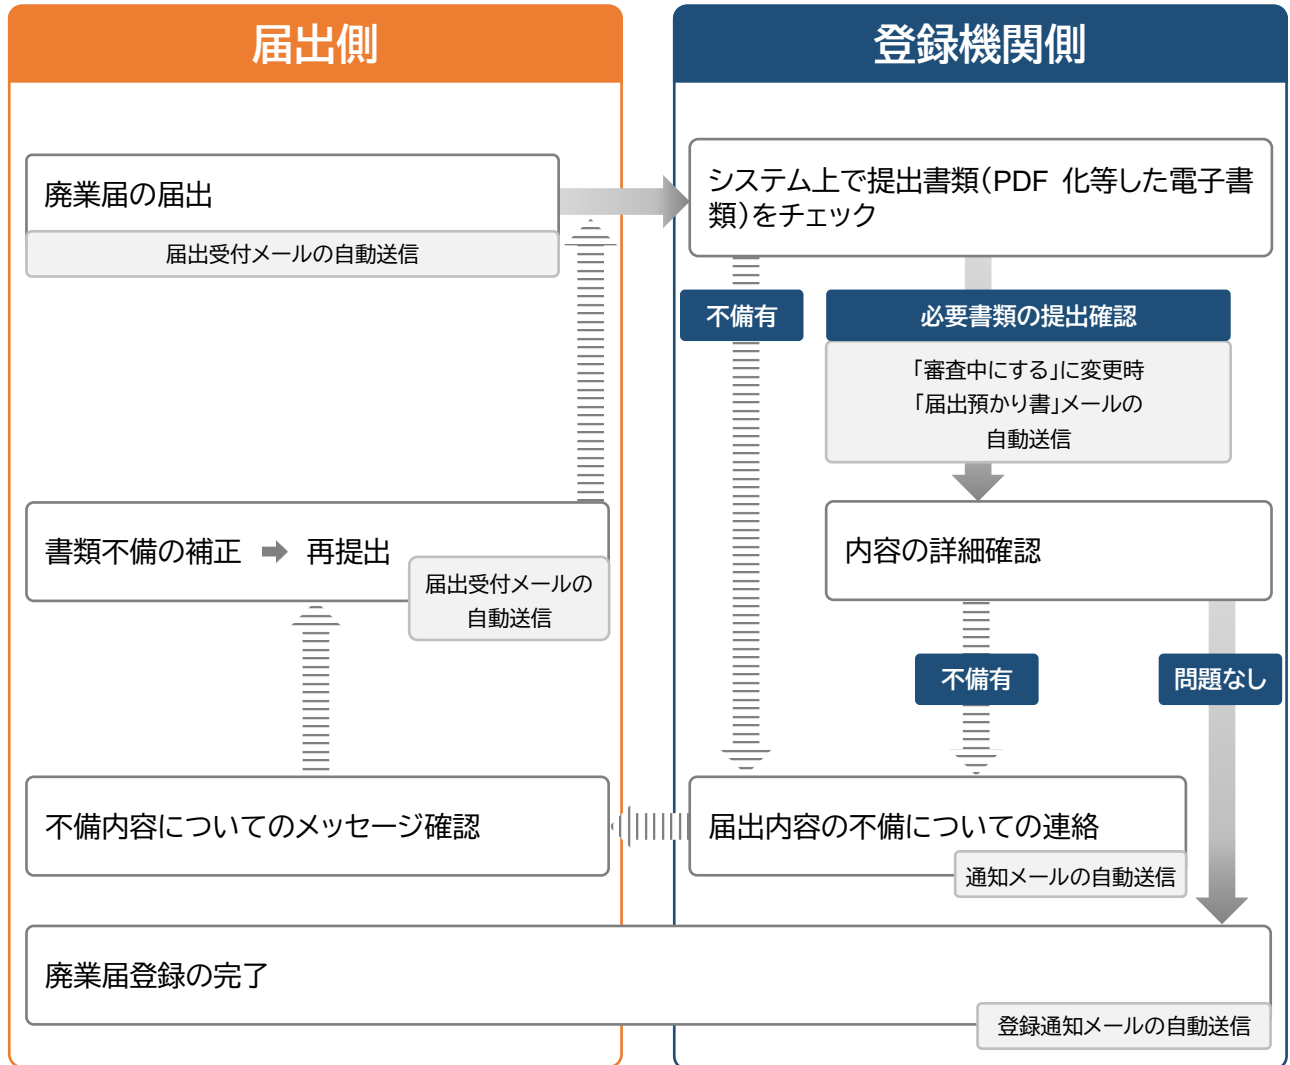 届出側
登録機関側
廃業届の届出
届出受付メールの自動送信
システム上で提出書類（PDF 化等した電子書
類）をチェック
不備有
必要書類の提出確認
「審査中にする」に変更時
「届出預かり書」メールの
自動送信
書類不備の補正 ➡ 再提出
届出受付メールの
自動送信
内容の詳細確認
不備有
問題なし
不備内容についてのメッセージ確認
届出内容の不備についての連絡
通知メールの自動送信
廃業届登録の完了
登録通知メールの自動送信